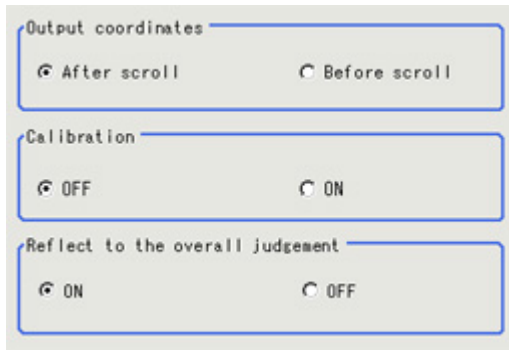 Output coordinates
After scroll Before scroll
Calibration
OFF ON
Reflect to the overall judgement
ON OFF